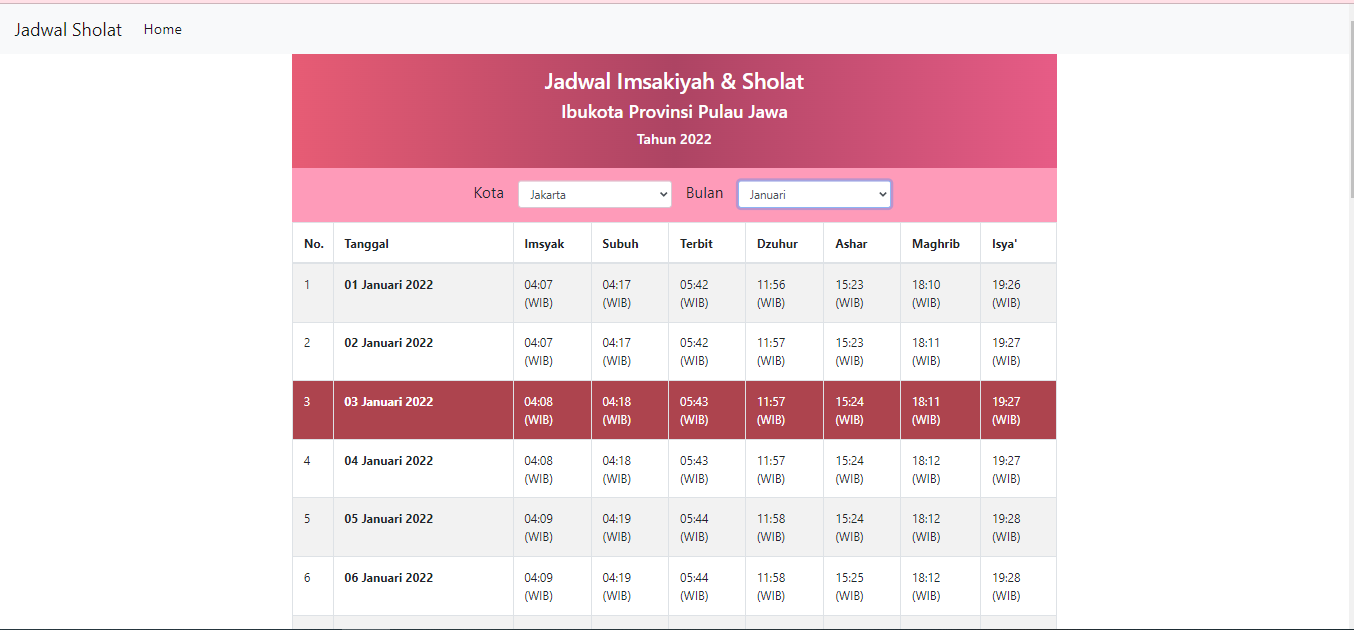 Jadwal Sholat Home
Jadwal Imsakiyah & Sholat
Ibukota Provinsi Pulau Jawa
Tahun 2022
Kota Jakarta Bulan Januari
No. Tanggal Imsyak Subuh Terbit Dzuhur Ashar Maghrib Isya'
1 01 Januari 2022 04:07 04:17 05:42 11:56 15:23 18:10 19:26
(WIB) (WIB) (WIB) (WIB) (WIB) (WIB) (WIB)
2 02 Januari 2022 04:07 04:17 05:42 11:57 15:23 18:11 19:27
(WIB) (WIB) (WIB) (WIB) (WIB) (WIB) (WIB)
3 03 Januari 2022 04:08 04:18 05:43 11:57 15:24 18:11 19:27
(WIB) (WIB) (WIB) (WIB) (WIB) (WIB) (WIB)
4 04 Januari 2022 04:08 04:18 05:43 11:57 15:24 18:12 19:27
(WIB) (WIB) (WIB) (WIB) (WIB) (WIB) (WIB)
5 05 Januari 2022 04:09 04:19 05:44 11:58 15:24 18:12 19:28
(WIB) (WIB) (WIB) (WIB) (WIB) (WIB) (WIB)
6 06 Januari 2022 04:09 04:19 05:44 11:58 15:25 18:12 19:28
(WIB) (WIB) (WIB) (WIB) (WIB) (WIB) (WIB)